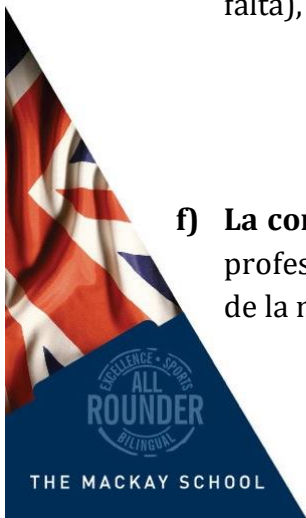 falta),
f) La con
profes
de la n
EXCELLENCE • SPORTS
ALL
ROUNDER
BILINGUAL
THE MACKAY SCHOOL